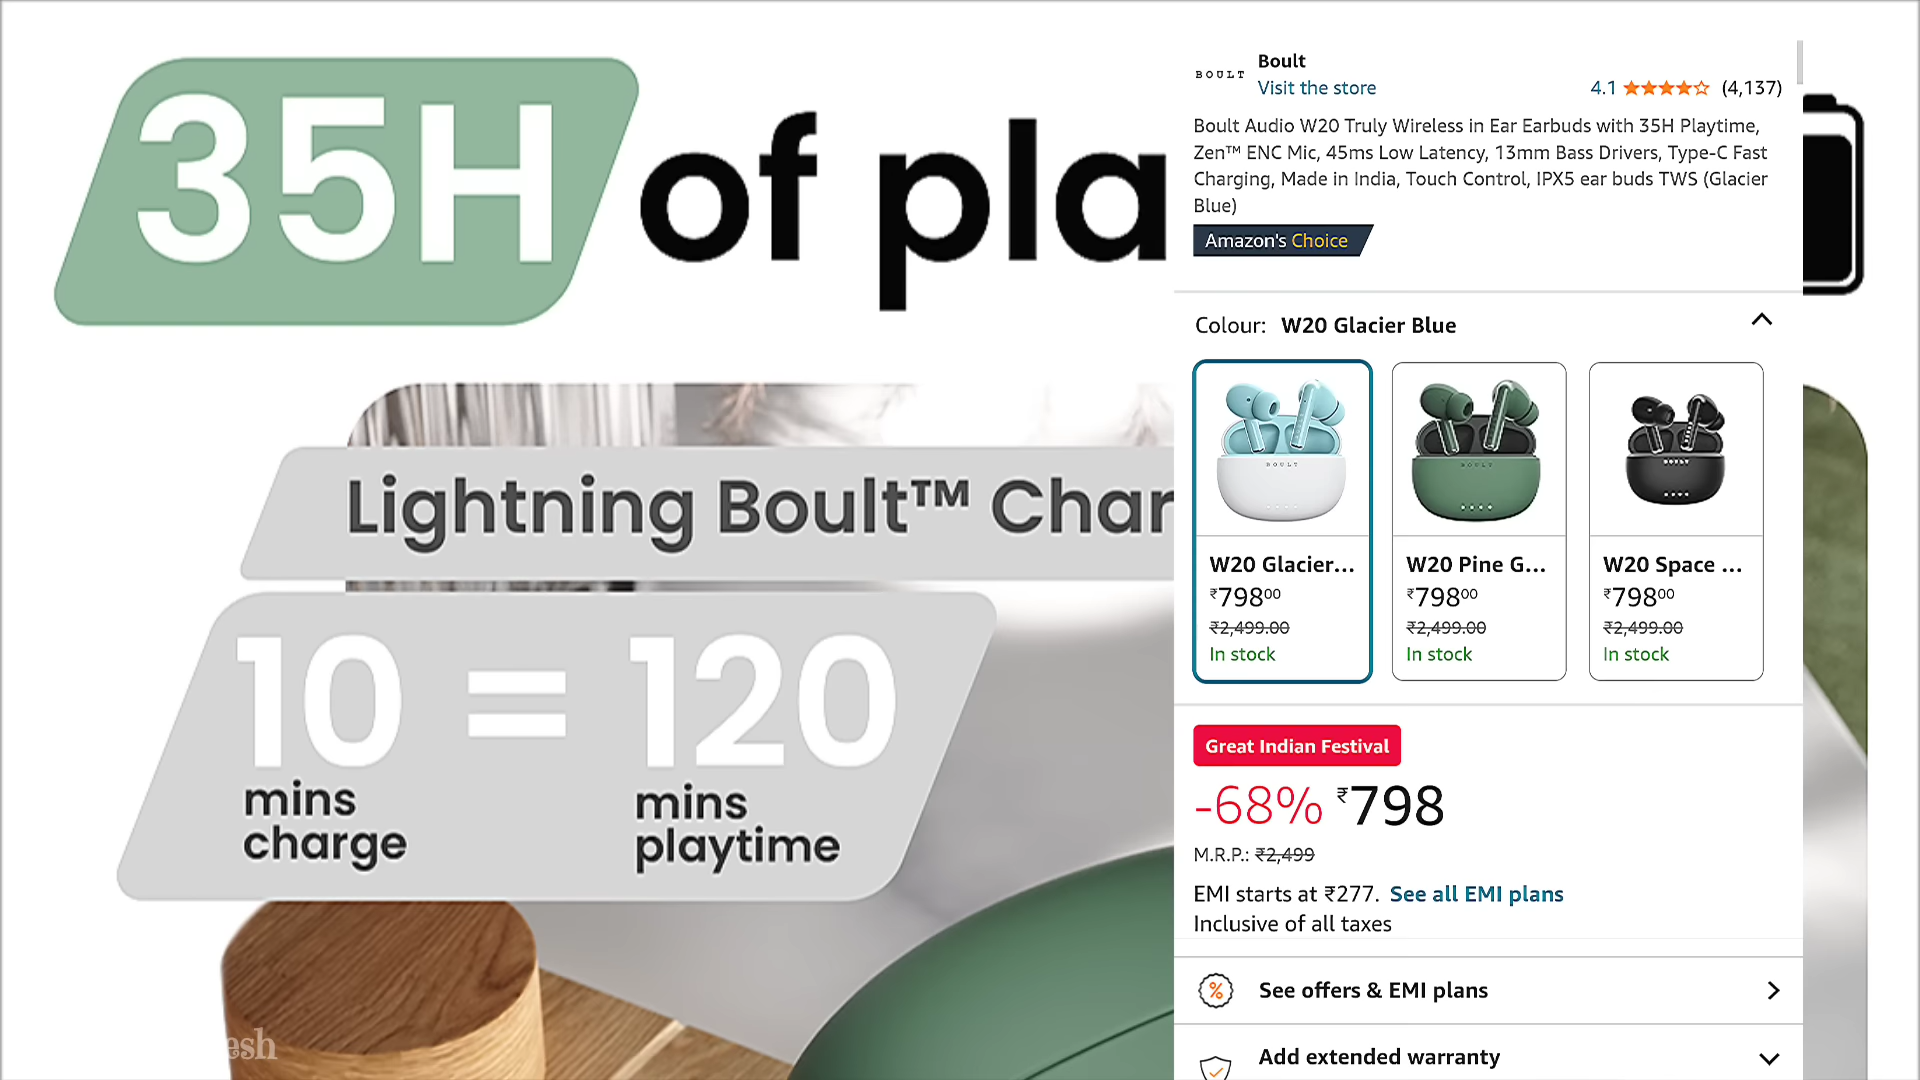 35H of pla
Lightning Boult™ Char
10 = 120
mins charge
mins playtime
esh
BOULT
Boult
Visit the store
4.1 (4,137)
Boult Audio W20 Truly Wireless in Ear Earbuds with 35H Playtime,
Zen™ ENC Mic, 45ms Low Latency, 13mm Bass Drivers, Type-C Fast
Charging, Made in India, Touch Control, IPX5 ear buds TWS (Glacier
Blue)
Amazon's Choice
Colour: W20 Glacier Blue
BOULT
BOULT
BOULT
W20 Glacier... W20 Pine G... W20 Space ...
₹79800 ₹79800 ₹79800
₹2,499.00 ₹2,499.00 ₹2,499.00
In stock In stock In stock
Great Indian Festival
-68% ₹798
M.R.P.: ₹2,499
EMI starts at ₹277. See all EMI plans
Inclusive of all taxes
% See offers & EMI plans
Add extended warranty